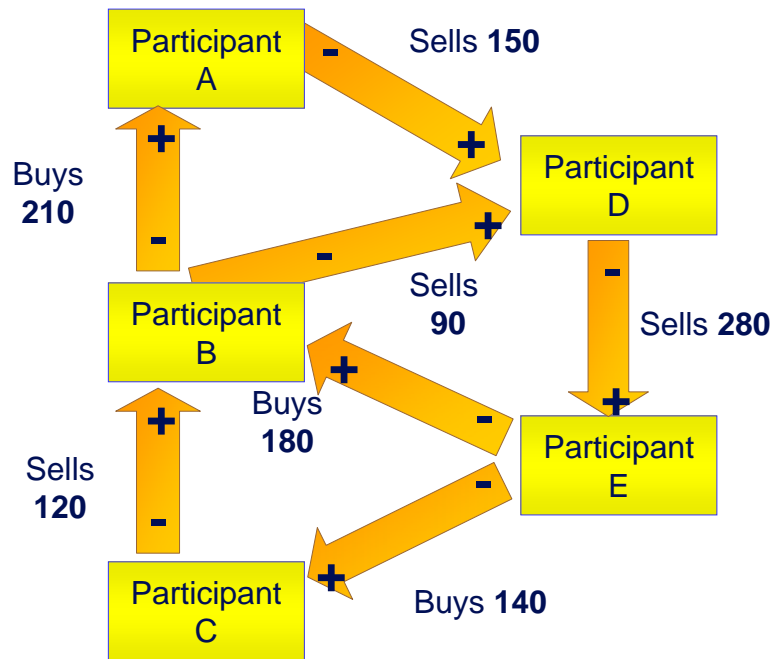 Participant
A
-
Sells 150
+
+
Buys
210
-
Participant
D
+
-
-
Sells
90
Participant
B
Sells 280
+
+
Buys
180
-
+
Participant
E
Sells
120
-
-
+
Participant
C
Buys 140